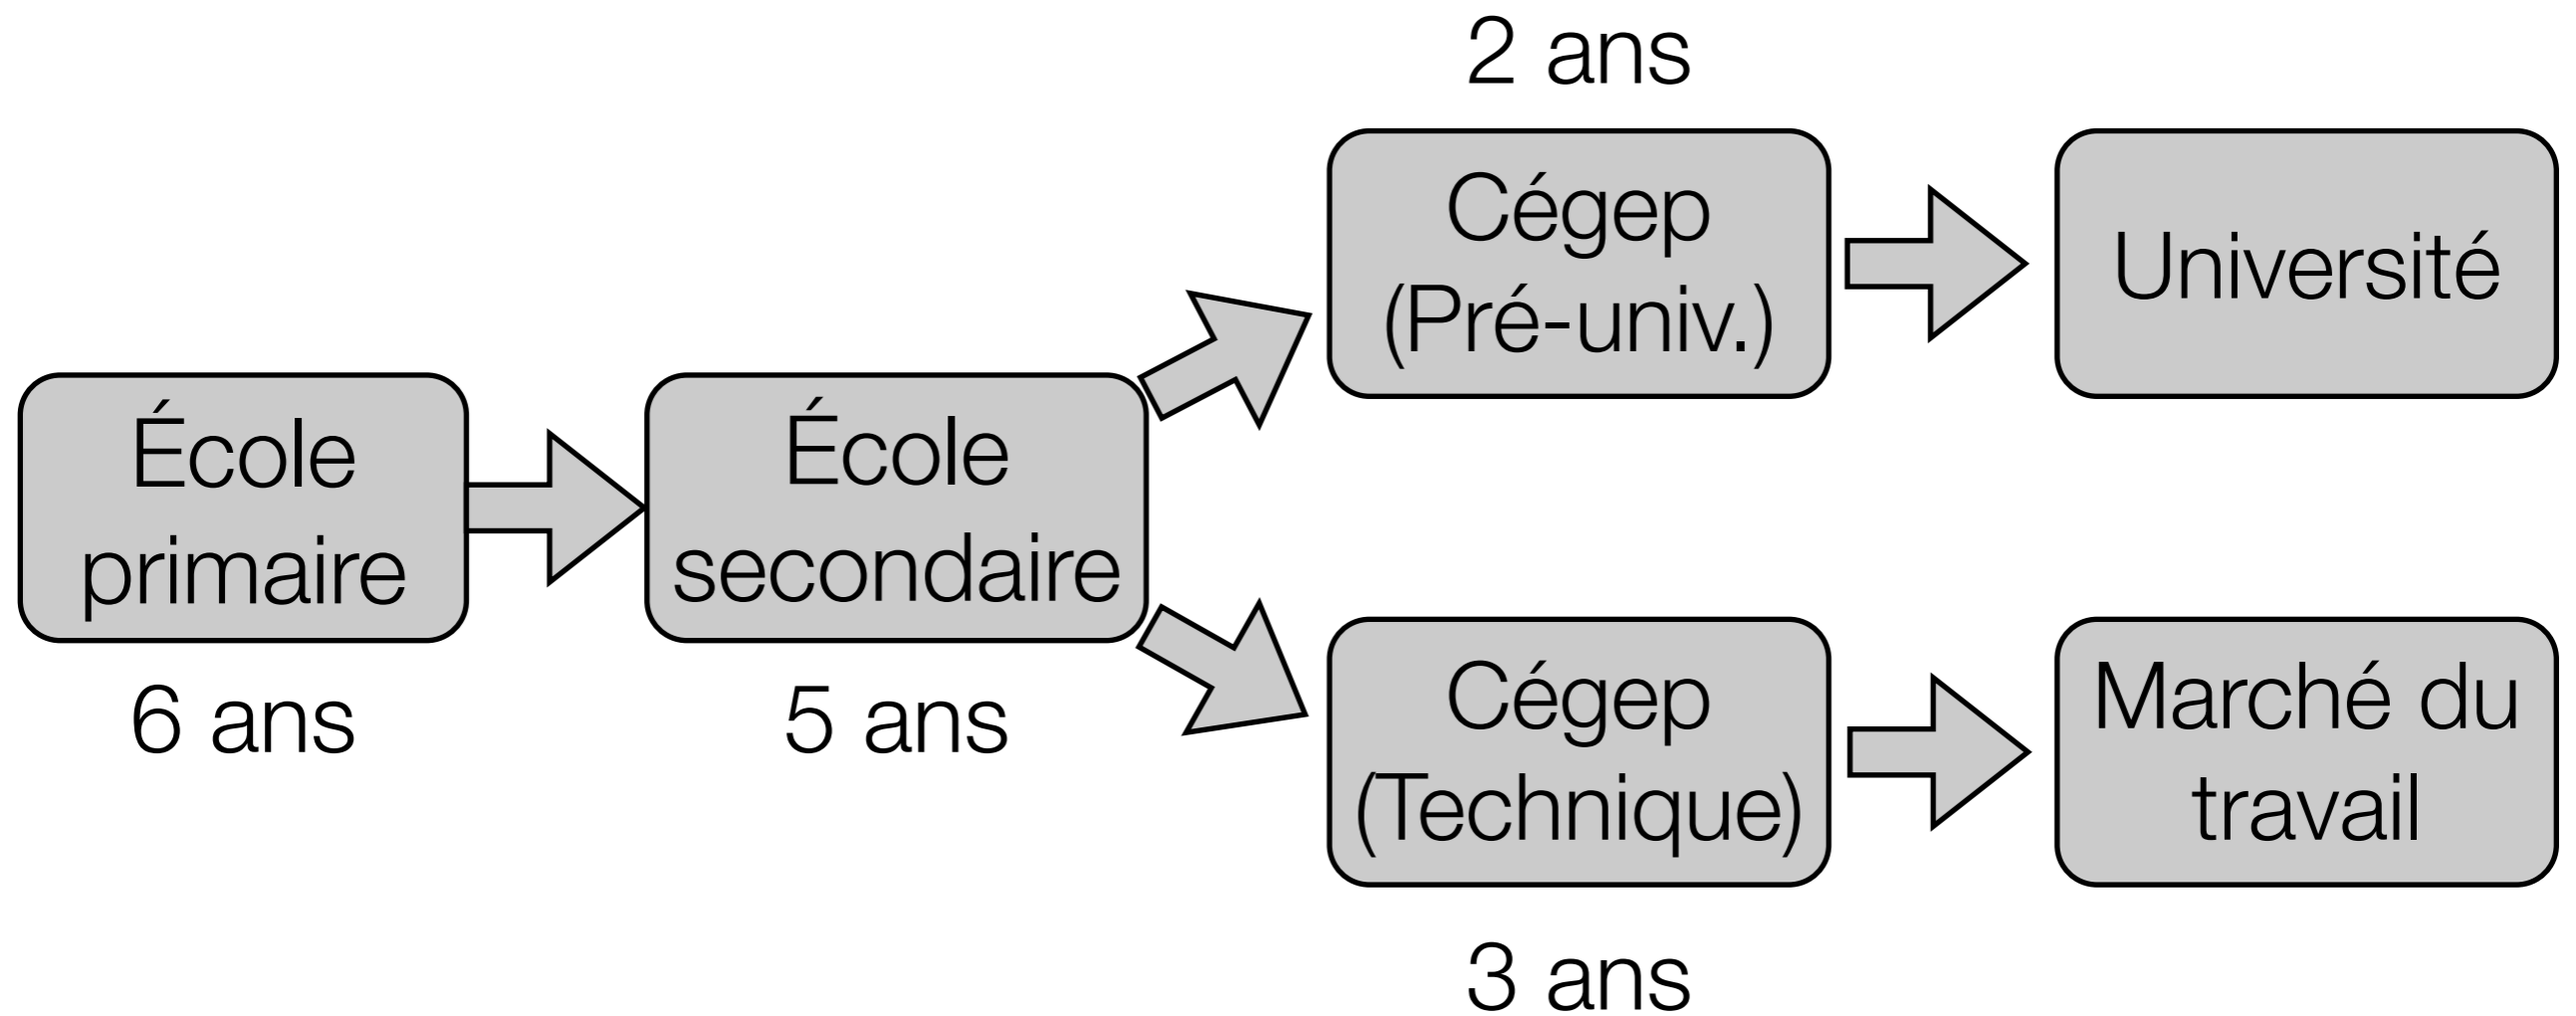 École
primaire
6 ans
École
secondaire
5 ans
2 ans
Cégep
(Pré-univ.)
Université
Cégep
(Technique)
3 ans
Marché du
travail